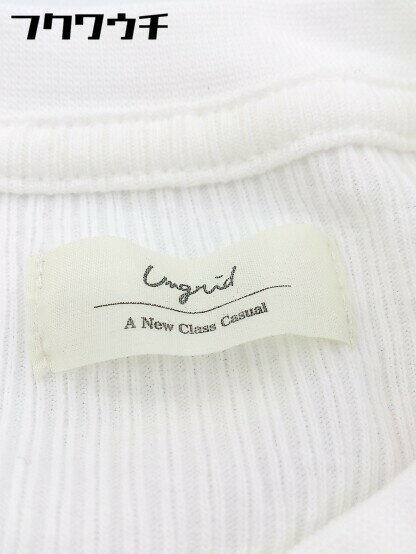 フクワウチ
Ungrid
A New Class Casual